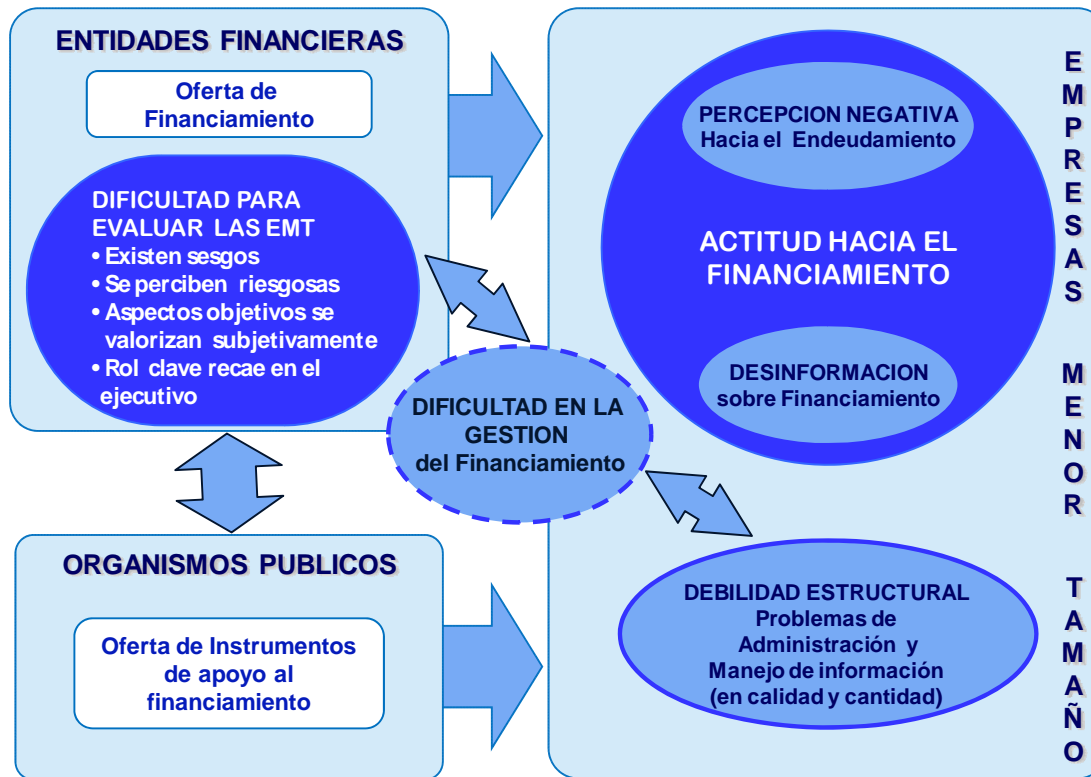 ENTIDADES FINANCIERAS
Oferta de
Financiamiento
DIFICULTAD PARA
EVALUAR LAS EMT
• Existen sesgos
• Se perciben riesgosas
• Aspectos objetivos se
valorizan subjetivamente
• Rol clave recae en el
ejecutivo
ORGANISMOS PUBLICOS
Oferta de Instrumentos
de apoyo al
financiamiento
DIFICULTAD EN LA
GESTION
del Financiamiento
PERCEPCION NEGATIVA
Hacia el Endeudamiento
ACTITUD HACIA EL
FINANCIAMIENTO
DESINFORMACION
sobre Financiamiento
DEBILIDAD ESTRUCTURAL
Problemas de
Administración y
Manejo de información
(en calidad y cantidad)
EMPRESAS MENOR TAMAÑO